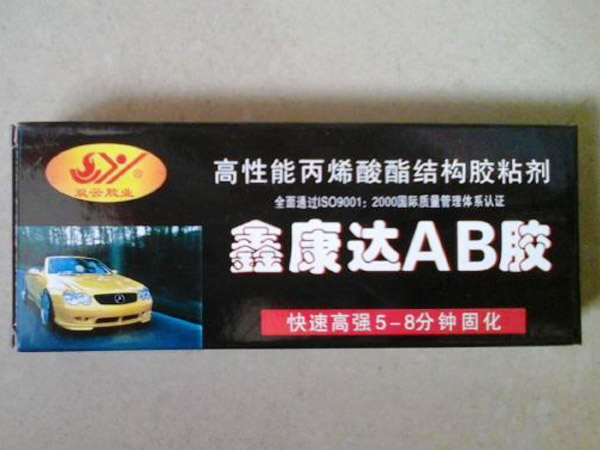 双云胶业
高性能丙烯酸酯结构胶粘剂
全面通过ISO9001：2000国际质量管理体系认证
鑫康达AB胶
快速高强5-8分钟固化